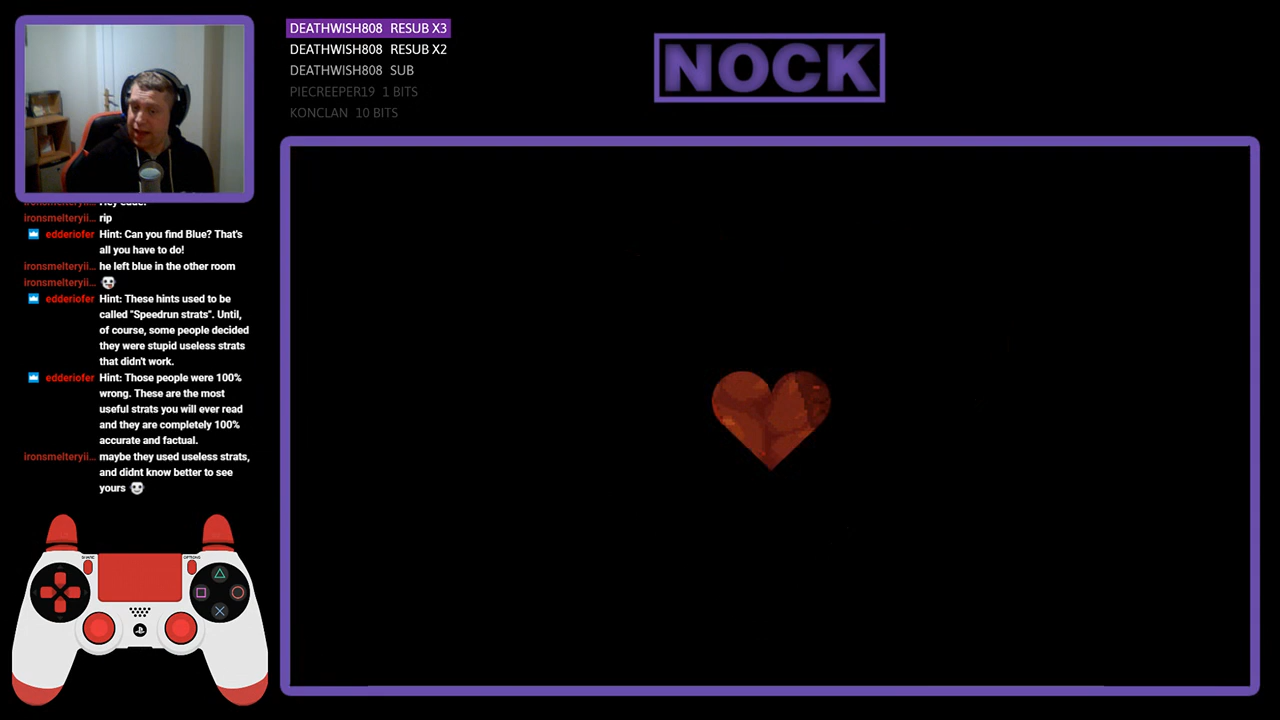 DEATHWISH808 RESUB X3
DEATHWISH808 RESUB X2
DEATHWISH808 SUB
PIECREEPER19 1 BITS
KONCLAN 10 BITS
NOCK
ironsmelteryii...
ironsmelteryii... rip
edderiofer Hint: Can you find Blue? That's
all you have to do!
ironsmelteryii... he left blue in the other room
ironsmelteryii...
edderiofer Hint: These hints used to be
called "Speedrun strats". Until,
of course, some people decided
they were stupid useless strats
that didn't work.
edderiofer Hint: Those people were 100%
wrong. These are the most
useful strats you will ever read
and they are completely 100%
accurate and factual.
ironsmelteryii... maybe they used useless strats,
and didnt know better to see
yours
SHARE OPTIONS